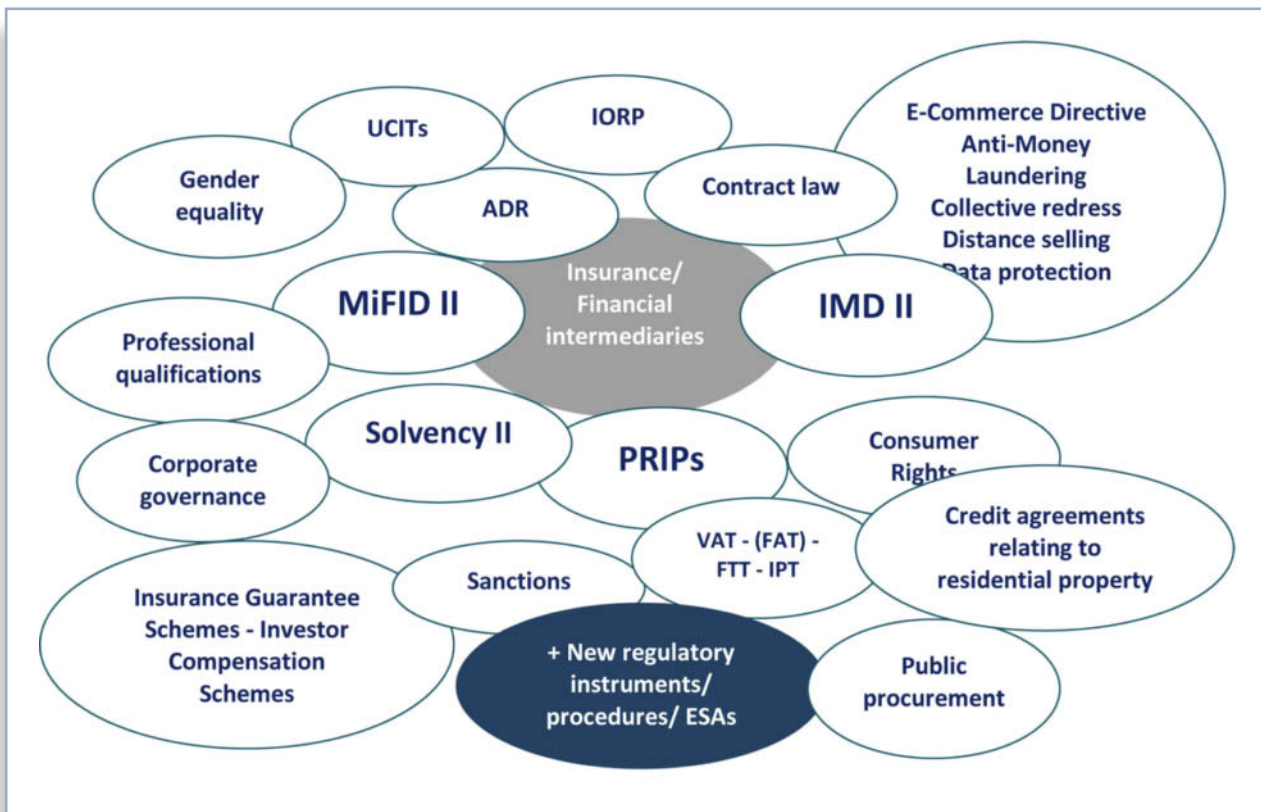 UCITs
IORP
E-Commerce Directive
Anti-Money
Laundering
Collective redress
Distance selling
Data protection
Gender
equality
ADR
Contract law
Insurance/
Financial
intermediaries
MiFID II
IMD II
Professional
qualifications
Solvency II
PRIPs
Consumer
Rights
Corporate
governance
Credit agreements
relating to
residential property
VAT - (FAT) -
FTT - IPT
Sanctions
Insurance Guarantee
Schemes - Investor
Compensation
Schemes
+ New regulatory
instruments/
procedures/ ESAs
Public
procurement